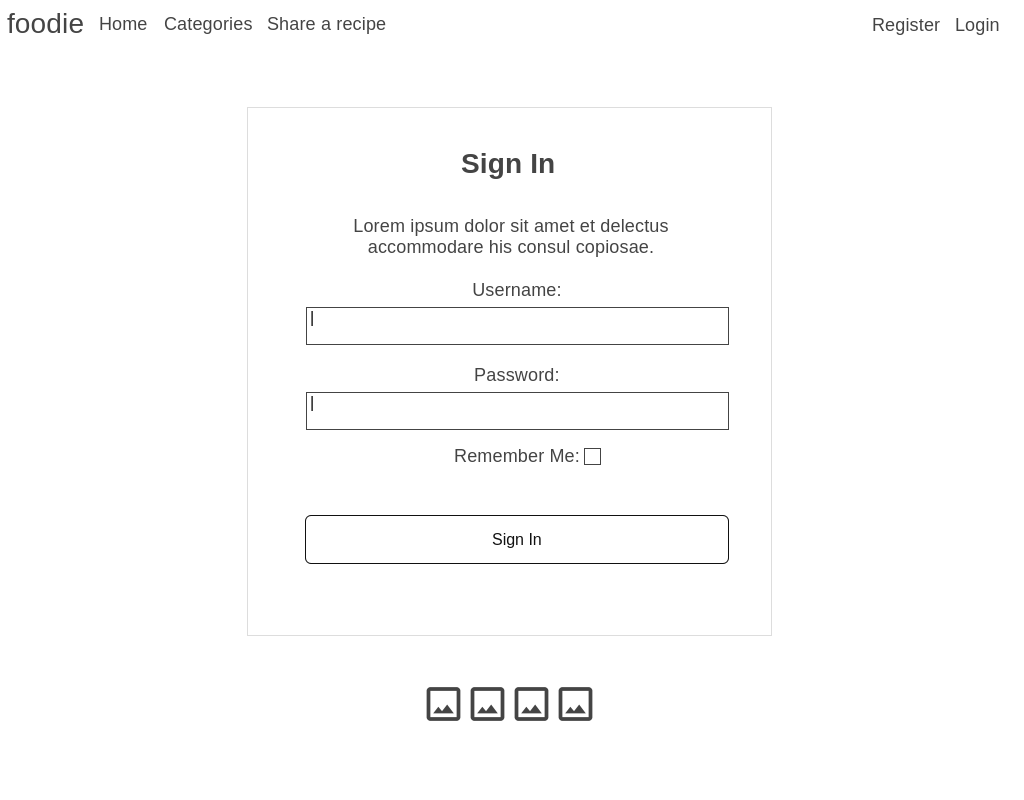 foodie Home Categories Share a recipe Register Login
Sign In
Lorem ipsum dolor sit amet et delectus
accommodare his consul copiosae.
Username:
Password:
Remember Me:
Sign In